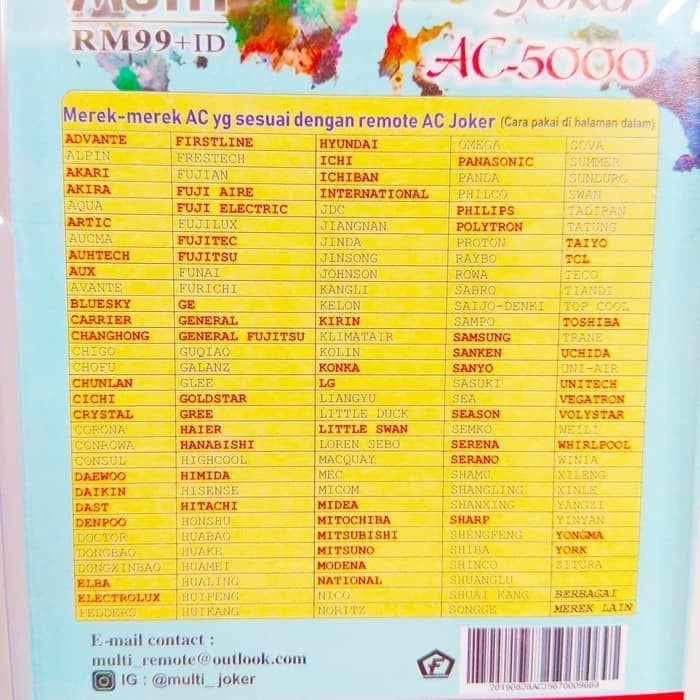 MULTI
Joker
RM99+ID
AC-5000
Merek-merek AC yg sesuai dengan remote AC Joker (Cara pakai di halaman dalam)
ADVANTE FIRSTLINE HYUNDAI OMEGA SOVA
ALPIN FRESTECH ICHI PANASONIC SUMMER
AKARI FUJIAN ICHIBAN PANDA SUNDURG
AKIRA FUJI AIRE INTERNATIONAL PHILCO SWAN
AQUA FUJI ELECTRIC JDC PHILIPS TADIRAN
ARTIC FUJILUX JIANGNAN POLYTRON TATUNG
AUCMA FUJITEC JINDA PROTON TAIYO
AUHTECH FUJITSU JINSONG RAYBO TCL
AUX FUNAI JOHNSON ROWA TECO
AVANTE FURICHI KANGLI SABRO TIANDI
BLUESKY GE KELON SAIJO-DENKI TOP COOL
CARRIER GENERAL KIRIN SAMPO TOSHIBA
CHANGHONG GENERAL FUJITSU KLIMATAIR SAMSUNG TRANE
CHIGO GUQIAO KOLIN SANKEN UCHIDA
CHOFU GALANZ KONKA SANYO UNI-AIR
CHUNLAN GLEE LG SASUKI UNITECH
CICHI GOLDSTAR LIANGYU SEA VEGATRON
CRYSTAL GREE LITTLE DUCK SEASON VOLYSTAR
CORONA HAIER LITTLE SWAN SEMKO WEILI
CONROWA HANABISHI LOREN SEBO SERENA WHIRLPOOL
CONSUL HIGHCOOL MACQUAY SERANO WINIA
DAEWOO HIMIDA MEC SHAMU XILENG
DAIKIN HISENSE MICOM SHANGLING XINLE
DAST HITACHI MIDEA SHANXING YANGZI
DENPOO HONSHU MITOCHIBA SHARP YINYAN
DOCTOR HUABAO MITSUBISHI SHENGFENG YONGMA
DONGBAO HUAKE MITSUNO SHIBA YORK
DONGXINBAO HUAMEI MODENA SHINCO ZITURA
ELBA HUALING NATIONAL SHUANGLU
ELECTROLUX HUIFENG NICO SHUAI KANG BERBAGAI
FEDDERS HUIKANG NORITZ SONGGE MEREK LAIN
E-mail contact :
multi_remote@outlook.com
IG : @multi_joker
20190828ACJ5670009669